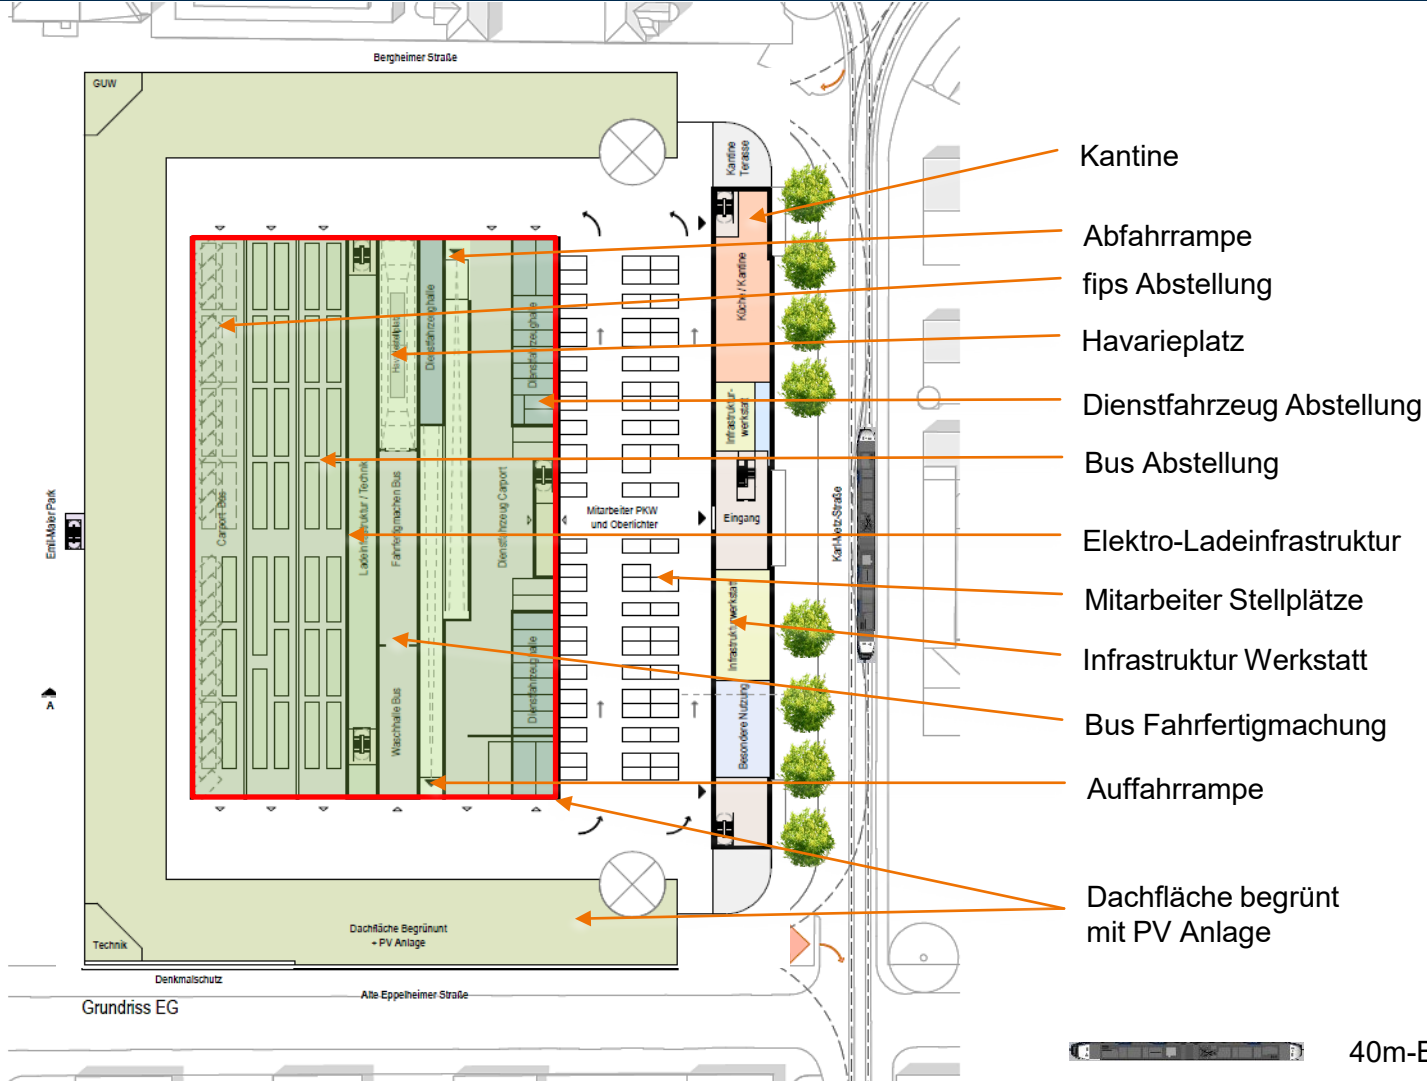 Bergheimer Straße
GUW
Kantine
Terasse
Kantine
Abfahrrampe
fips Abstellung
Havarieplatz
Dienstfahrzeug Abstellung
Bus Abstellung
Elektro-Ladeinfrastruktur
Mitarbeiter Stellplätze
Infrastruktur Werkstatt
Bus Fahrfertigmachung
Auffahrrampe
Dachfläche begrünt
mit PV Anlage
Küche / Kantine
Infrastruktur-
werkstatt
Eingang
Infrastrukturwerkstatt
Besondere Nutzung
Karl-Metz-Straße
Mitarbeiter PKW
und Oberlichter
Dienstfahrzeughalle
Dienstfahrzeughalle
Dienstfahrzeug Carport
Dienstfahrzeughalle
Fahrfertigmachen Bus
Waschhalle Bus
Ladeinfrastruktur / Technik
Carport Bus
Emil-Maier Park
A
Dachfläche Begrünunt
+ PV Anlage
Technik
Denkmalschutz
Alte Eppelheimer Straße
Grundriss EG
40m-B